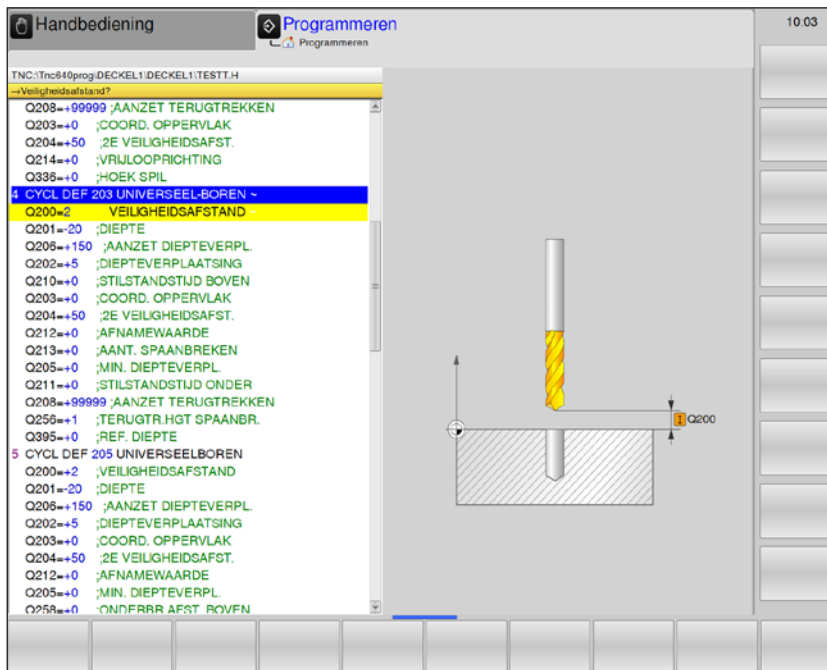 Handbediening
Programmeren
Programmeren
10:03
TNC:\Tnc640prog\DECKEL1\DECKEL1\TESTT.H
→Veiligheidsafstand?
Q208=+99999 ;AANZET TERUGTREKKEN
Q203=+0 ;COORD. OPPERVLAK
Q204=+50 ;2E VEILIGHEIDSAFST.
Q214=+0 ;VRIJLOOPRICHTING
Q336=+0 ;HOEK SPIL
4 CYCL DEF 203 UNIVERSEEL-BOREN ~
Q200=2 VEILIGHEIDSAFSTAND ~
Q201=-20 ;DIEPTE
Q206=+150 ;AANZET DIEPTEVERPL.
Q202=+5 ;DIEPTEVERPLAATSING
Q210=+0 ;STILSTANDSTIJD BOVEN
Q203=+0 ;COORD. OPPERVLAK
Q204=+50 ;2E VEILIGHEIDSAFST.
Q212=+0 ;AFNAMEWAARDE
Q213=+0 ;AANT. SPAANBREKEN
Q205=+0 ;MIN. DIEPTEVERPL.
Q211=+0 ;STILSTANDSTIJD ONDER
Q208=+99999 ;AANZET TERUGTREKKEN
Q256=+1 ;TERUGTR.HGT SPAANBR.
Q395=+0 ;REF. DIEPTE
5 CYCL DEF 205 UNIVERSEELBOREN
Q200=+2 ;VEILIGHEIDSAFSTAND
Q201=-20 ;DIEPTE
Q206=+150 ;AANZET DIEPTEVERPL.
Q202=+5 ;DIEPTEVERPLAATSING
Q203=+0 ;COORD. OPPERVLAK
Q204=+50 ;2E VEILIGHEIDSAFST.
Q212=+0 ;AFNAMEWAARDE
Q205=+0 ;MIN. DIEPTEVERPL.
Q258=+0 ;ONDERBR.AFST. BOVEN
Q200